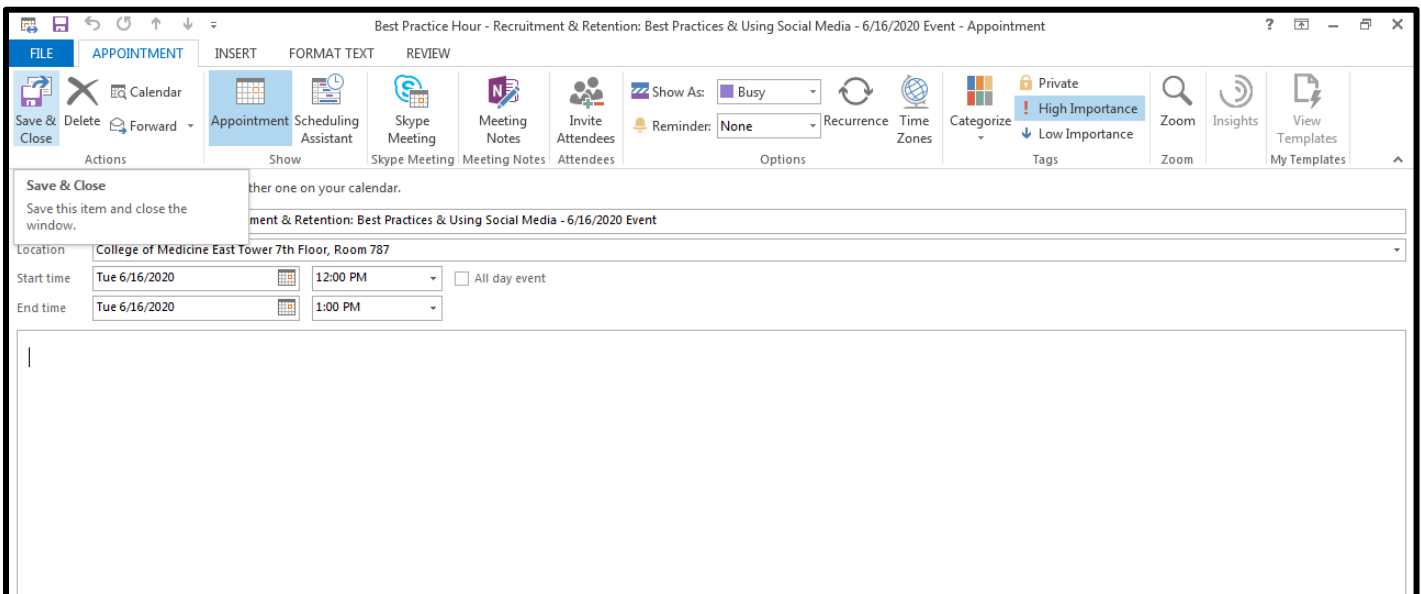 Best Practice Hour - Recruitment & Retention: Best Practices & Using Social Media - 6/16/2020 Event - Appointment
?
FILE APPOINTMENT INSERT FORMAT TEXT REVIEW
Save & Close
Delete
Calendar
Forward
Actions
Appointment
Scheduling Assistant
Show
Skype Meeting
Skype Meeting
Meeting Notes
Meeting Notes
Invite Attendees
Attendees
Show As: Busy
Reminder: None
Recurrence
Time Zones
Options
Categorize
Private
High Importance
Low Importance
Tags
Zoom
Zoom
Insights
View Templates
My Templates
Save & Close
Save this item and close the
window.
ther one on your calendar.
ment & Retention: Best Practices & Using Social Media - 6/16/2020 Event
Location College of Medicine East Tower 7th Floor, Room 787
Start time Tue 6/16/2020 12:00 PM All day event
End time Tue 6/16/2020 1:00 PM